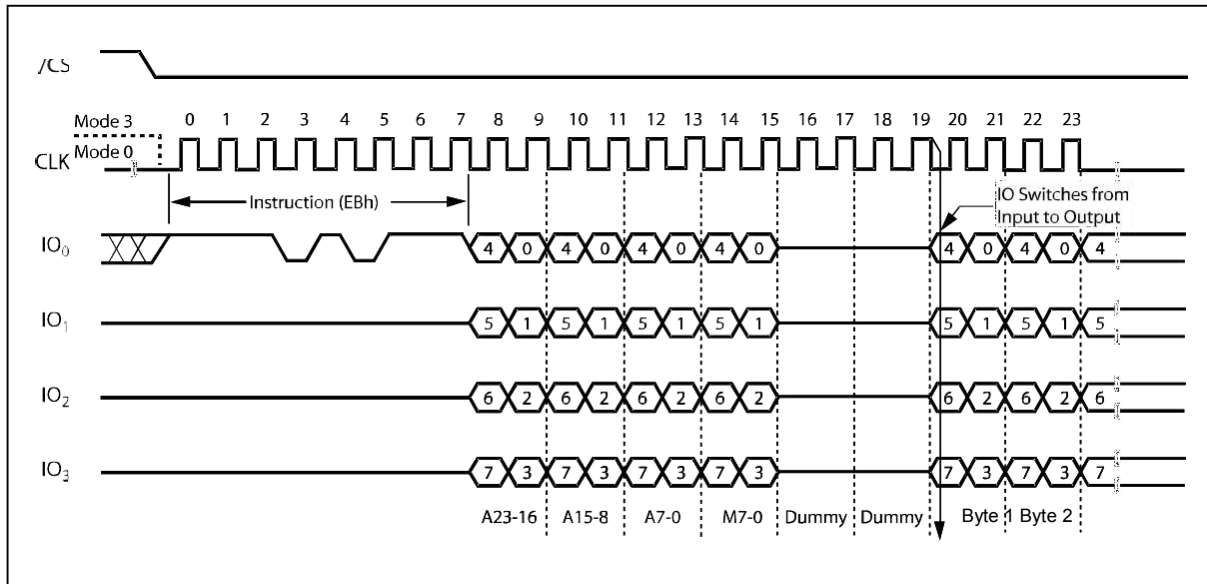 /CS
0 1 2 3 4 5 6 7 8 9 10 11 12 13 14 15 16 17 18 19 20 21 22 23
Mode 3
Mode 0
CLK
Instruction (EBh)
IO Switches from
Input to Output
IO0 4 0 4 0 4 0 4 0 4 0 4 0 4
IO1 5 1 5 1 5 1 5 1 5 1 5 1 5
IO2 6 2 6 2 6 2 6 2 6 2 6 2 6
IO3 7 3 7 3 7 3 7 3 7 3 7 3 7
A23-16 A15-8 A7-0 M7-0 Dummy Dummy Byte 1 Byte 2